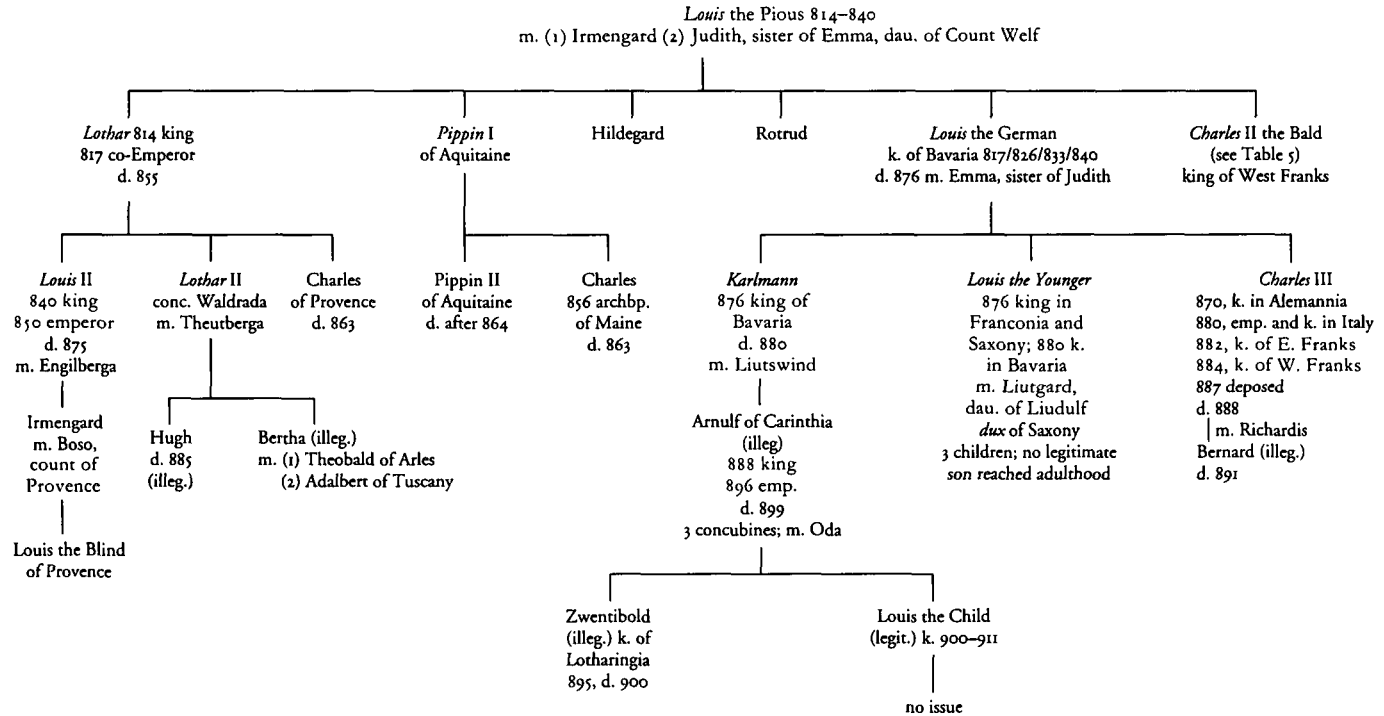 Louis the Pious 814–840
m. (1) Irmengard (2) Judith, sister of Emma, dau. of Count Welf
Lothar 814 king
817 co-Emperor
d. 855
Pippin I
of Aquitaine
Hildegard
Rotrud
Louis the German
k. of Bavaria 817/826/833/840
d. 876 m. Emma, sister of Judith
Charles II the Bald
(see Table 5)
king of West Franks
Louis II
840 king
850 emperor
d. 875
m. Engilberga
Lothar II
conc. Waldrada
m. Theutberga
Charles
of Provence
d. 863
Pippin II
of Aquitaine
d. after 864
Charles
856 archbp.
of Maine
d. 863
Karlmann
876 king of
Bavaria
d. 880
m. Liutswind
Louis the Younger
876 king in
Franconia and
Saxony; 880 k.
in Bavaria
m. Liutgard,
dau. of Liudulf
dux of Saxony
3 children; no legitimate
son reached adulthood
Charles III
870, k. in Alemannia
880, emp. and k. in Italy
882, k. of E. Franks
884, k. of W. Franks
887 deposed
d. 888
m. Richardis
Bernard (illeg.)
d. 891
Irmengard
m. Boso,
count of
Provence
Hugh
d. 885
(illeg.)
Bertha (illeg.)
m. (1) Theobald of Arles
(2) Adalbert of Tuscany
Arnulf of Carinthia
(illeg)
888 king
896 emp.
d. 899
3 concubines; m. Oda
Louis the Blind
of Provence
Zwentibold
(illeg.) k. of
Lotharingia
895, d. 900
Louis the Child
(legit.) k. 900–911
no issue